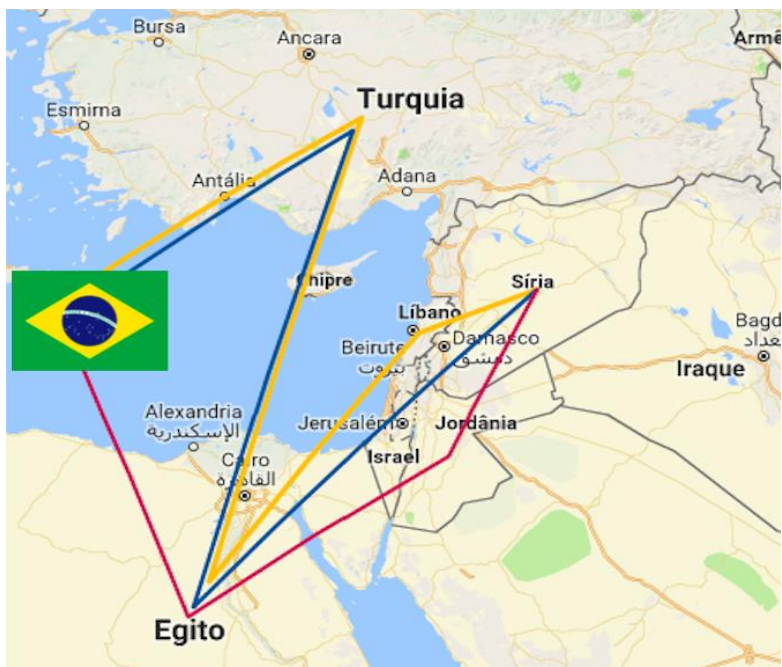 Bursa
Ancara
Armê
Turquia
Esmirna
Antália
Adana
Chipre
Síria
Líbano
Bagd
بغداد
Beirute
بيروت
Damasco
دمشق
Iraque
Alexandria
الإسكندرية
Jerusalém
Jordânia
Israel
Cairo
القاهرة
Egito